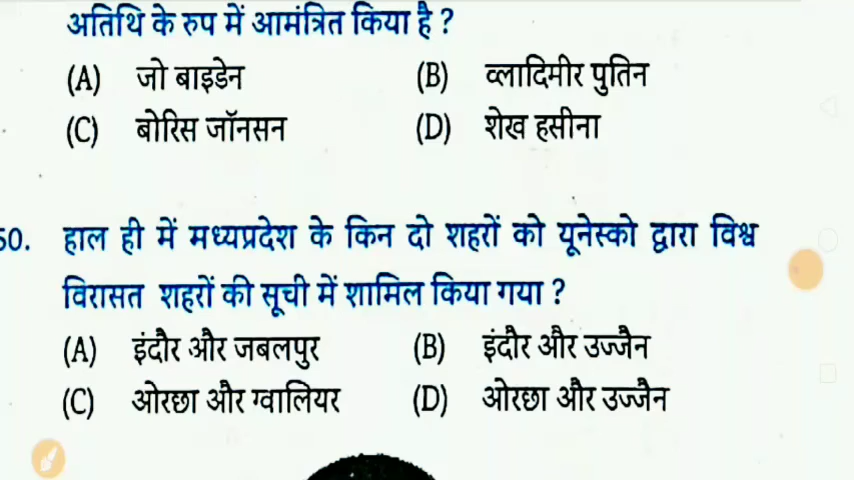 अतिथि के रुप में आमंत्रित किया है ?
(A) जो बाइडेन (B) व्लादिमीर पुतिन
(C) बोरिस जॉनसन (D) शेख हसीना
50. हाल ही में मध्यप्रदेश के किन दो शहरों को यूनेस्को द्वारा विश्व
विरासत शहरों की सूची में शामिल किया गया ?
(A) इंदौर और जबलपुर (B) इंदौर और उज्जैन
(C) ओरछा और ग्वालियर (D) ओरछा और उज्जैन